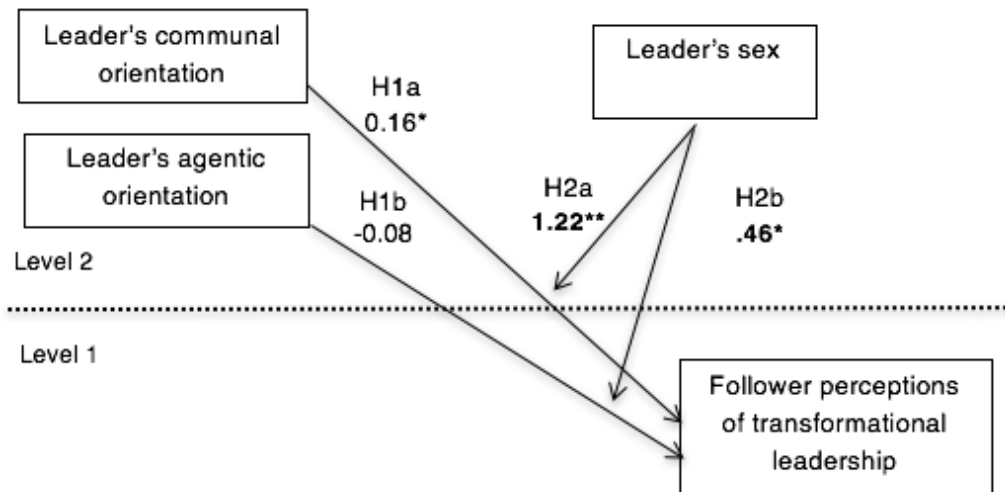 Leader's communal
orientation
Leader's sex
H1a
0.16*
Leader's agentic
orientation
H1b
-0.08
H2a
1.22**
H2b
.46*
Level 2
Level 1
Follower perceptions
of transformational
leadership